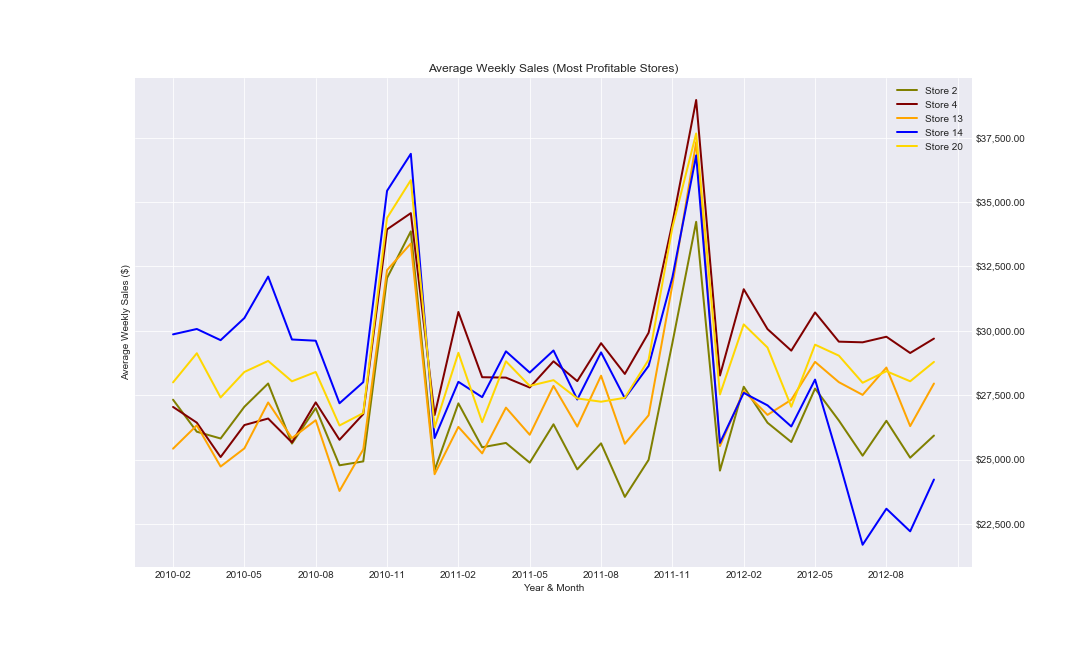 Average Weekly Sales (Most Profitable Stores)
Store 2
Store 4
Store 13
Store 14
Store 20
Average Weekly Sales ($)
$37,500.00
$35,000.00
$32,500.00
$30,000.00
$27,500.00
$25,000.00
$22,500.00
2010-02 2010-05 2010-08 2010-11 2011-02 2011-05 2011-08 2011-11 2012-02 2012-05 2012-08
Year & Month